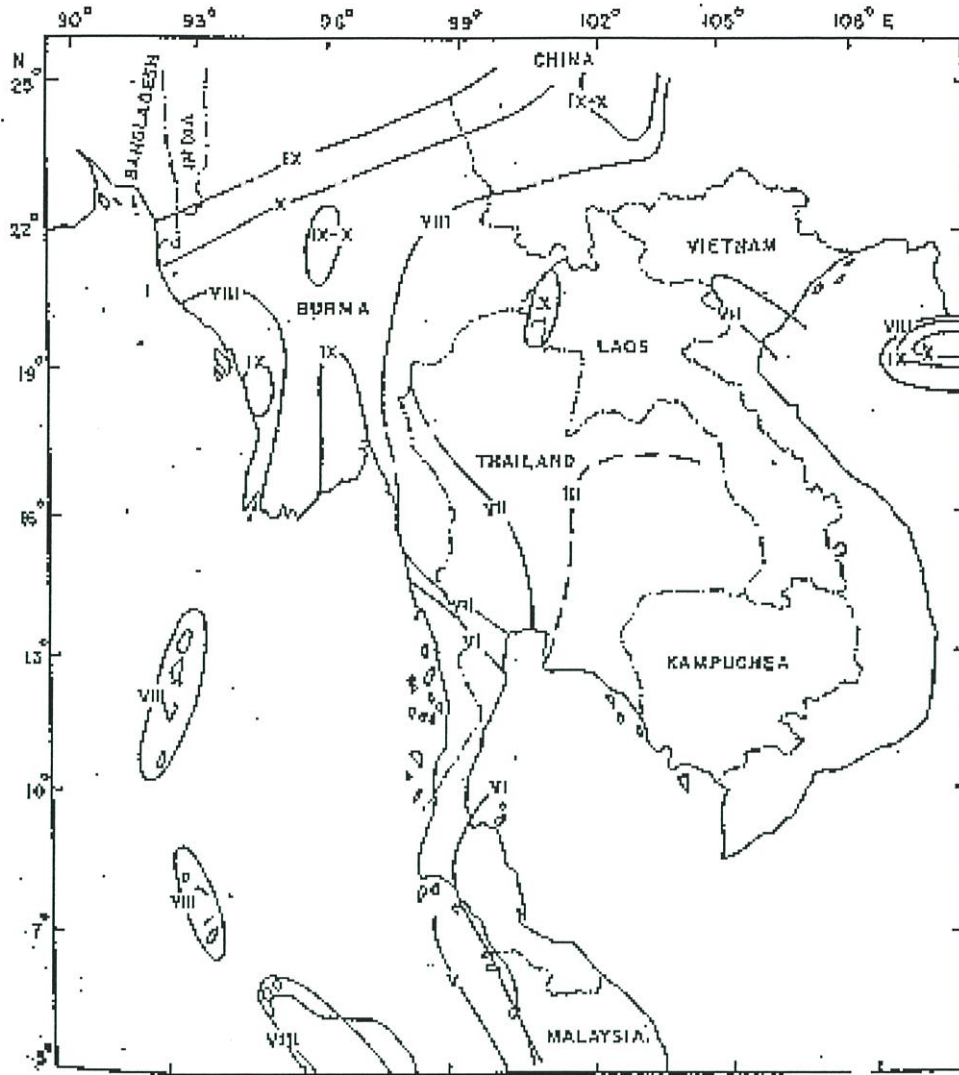 90° 93° 96° 99° 102° 105° 108° E
N
CHINA
25°
IX-X
BANGLADESH
INDIA
IX
X
22°
IX-X
VIII
VIETNAM
VIII
BURMA
X
VII
VIII
IX
X
19°
IX
IX
LAOS
THAILAND
VII
16°
VII
VI
13°
KAMPUCHEA
VIII
10°
VI
VIII
7°
V
VIII
MALAYSIA